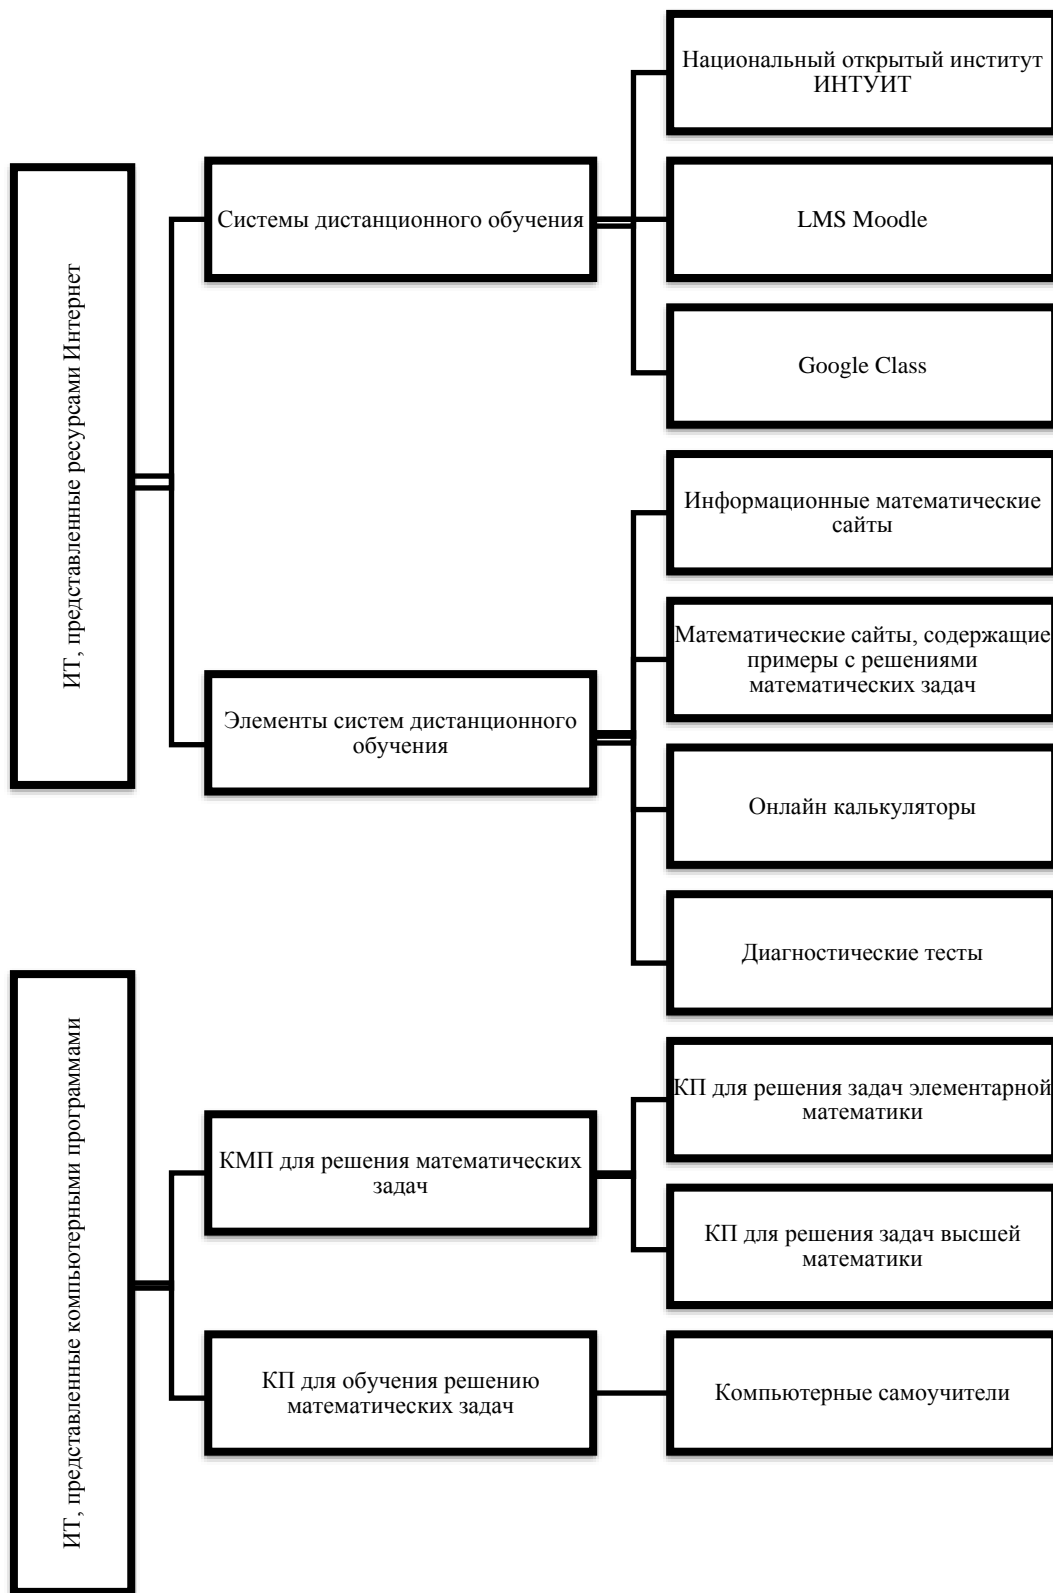 ИТ, представленные ресурсами Интернет
Системы дистанционного обучения
Национальный открытый институт
ИНТУИТ
LMS Moodle
Google Class
Элементы систем дистанционного
обучения
Информационные математические
сайты
Математические сайты, содержащие
примеры с решениями
математических задач
Онлайн калькуляторы
Диагностические тесты
ИТ, представленные компьютерными программами
КМП для решения математических
задач
КП для решения задач элементарной
математики
КП для решения задач высшей
математики
КП для обучения решению
математических задач
Компьютерные самоучители